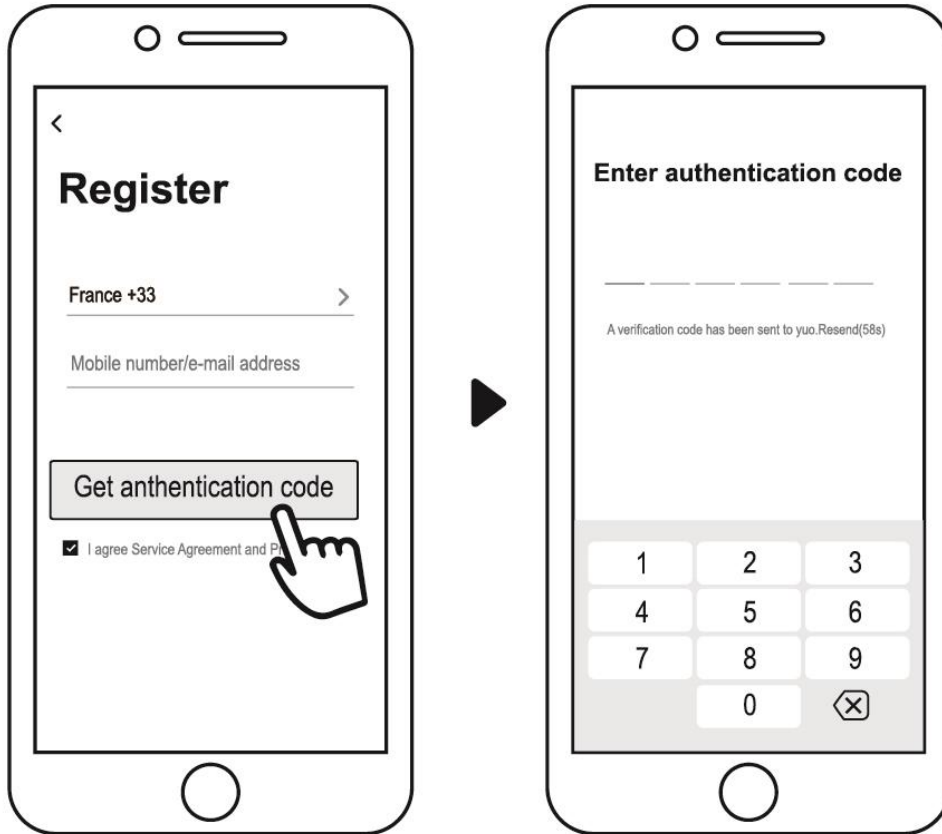 Register
France +33
Mobile number/e-mail address
Get anthentication code
I agree Service Agreement and
Enter authentication code
A verification code has been sent to yuo.Resend(58s)
1 2 3
4 5 6
7 8 9
0